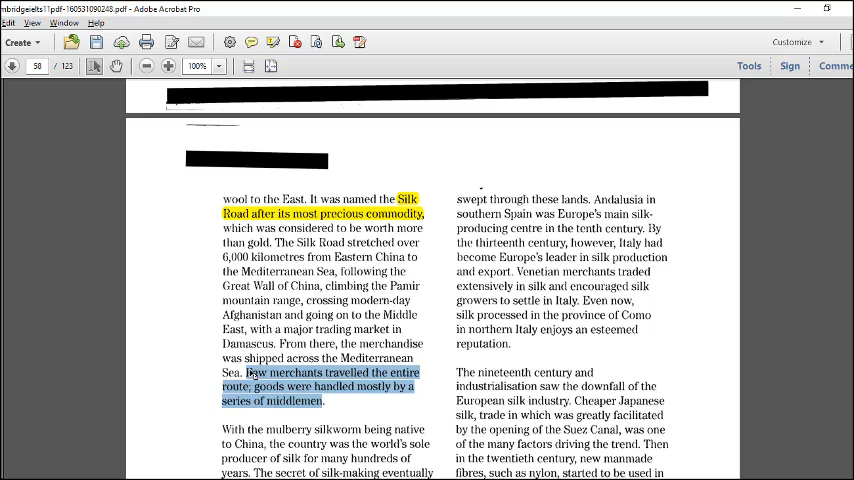 mbridgeielts11pdf-160531090248.pdf - Adobe Acrobat Pro
Edit View Window Help
Create Customize
58 / 123 100% Tools Sign Comme
wool to the East. It was named the Silk
Road after its most precious commodity,
which was considered to be worth more
than gold. The Silk Road stretched over
6,000 kilometres from Eastern China to
the Mediterranean Sea, following the
Great Wall of China, climbing the Pamir
mountain range, crossing modern-day
Afghanistan and going on to the Middle
East, with a major trading market in
Damascus. From there, the merchandise
was shipped across the Mediterranean
Sea. Few merchants travelled the entire
route; goods were handled mostly by a
series of middlemen.
With the mulberry silkworm being native
to China, the country was the world's sole
producer of silk for many hundreds of
years. The secret of silk-making eventually
swept through these lands. Andalusia in
southern Spain was Europe's main silk-
producing centre in the tenth century. By
the thirteenth century, however, Italy had
become Europe's leader in silk production
and export. Venetian merchants traded
extensively in silk and encouraged silk
growers to settle in Italy. Even now,
silk processed in the province of Como
in northern Italy enjoys an esteemed
reputation.
The nineteenth century and
industrialisation saw the downfall of the
European silk industry. Cheaper Japanese
silk, trade in which was greatly facilitated
by the opening of the Suez Canal, was one
of the many factors driving the trend. Then
in the twentieth century, new manmade
fibres, such as nylon, started to be used in